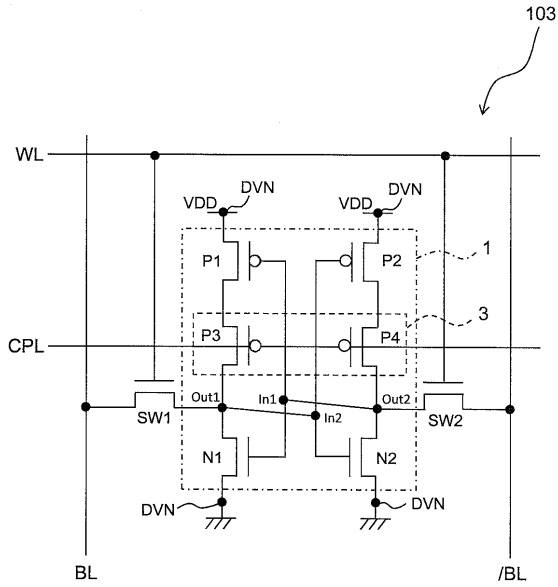 103
WL
DVN
DVN
VDD
VDD
P1
P2
1
3
CPL
P3
P4
Out1
In1
Out2
In2
SW1
SW2
N1
N2
DVN
DVN
BL
/BL